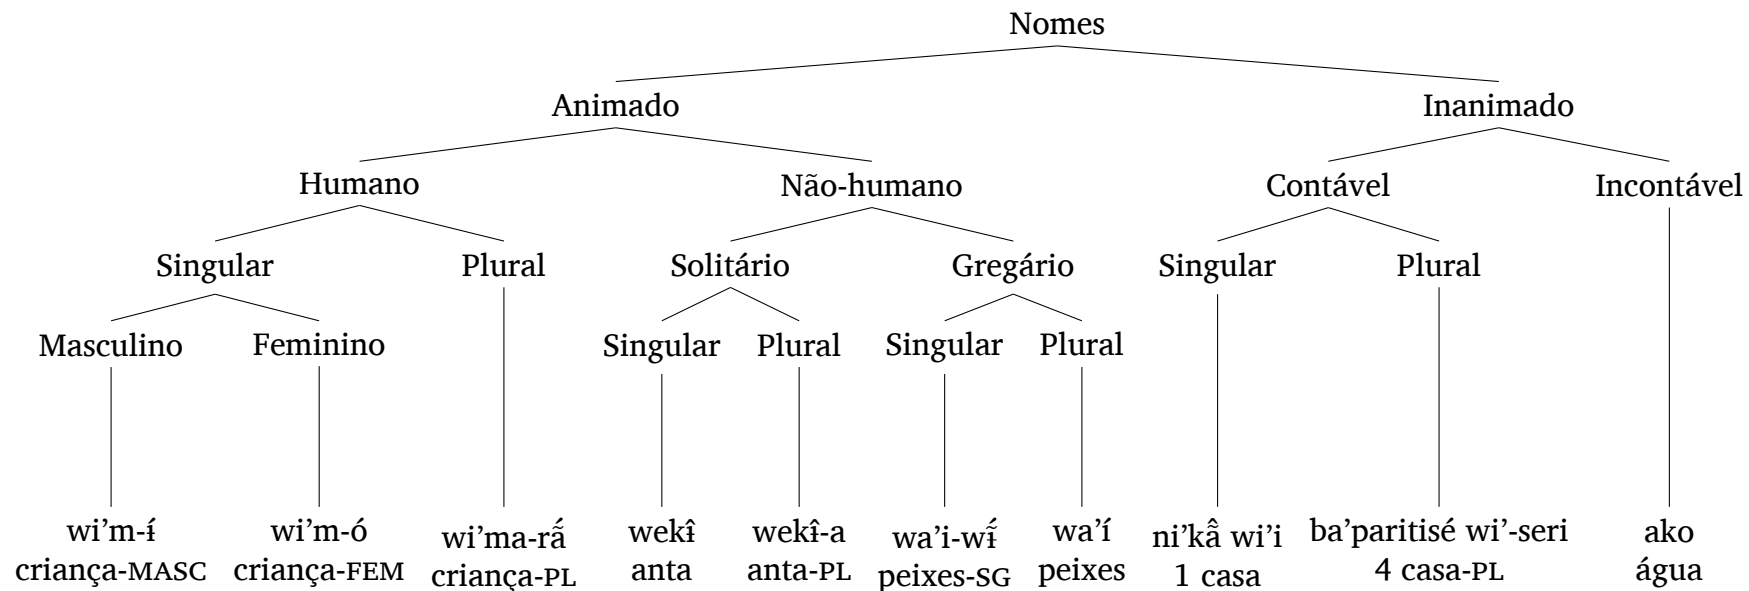 Nomes
Animado Inanimado
Humano Não-humano Contável Incontável
Singular Plural Solitário Gregário Singular Plural
Masculino Feminino Singular Plural Singular Plural
wi’m-ɨ́ wi’m-ó wi’ma-rã́ wekɨ̂ wekɨ̂-a wa’i-wɨ̃́ wa’í ni’kã̂ wi’i ba’paritisé wi’-seri ako
criança-MASC criança-FEM criança-PL anta anta-PL peixes-SG peixes 1 casa 4 casa-PL água